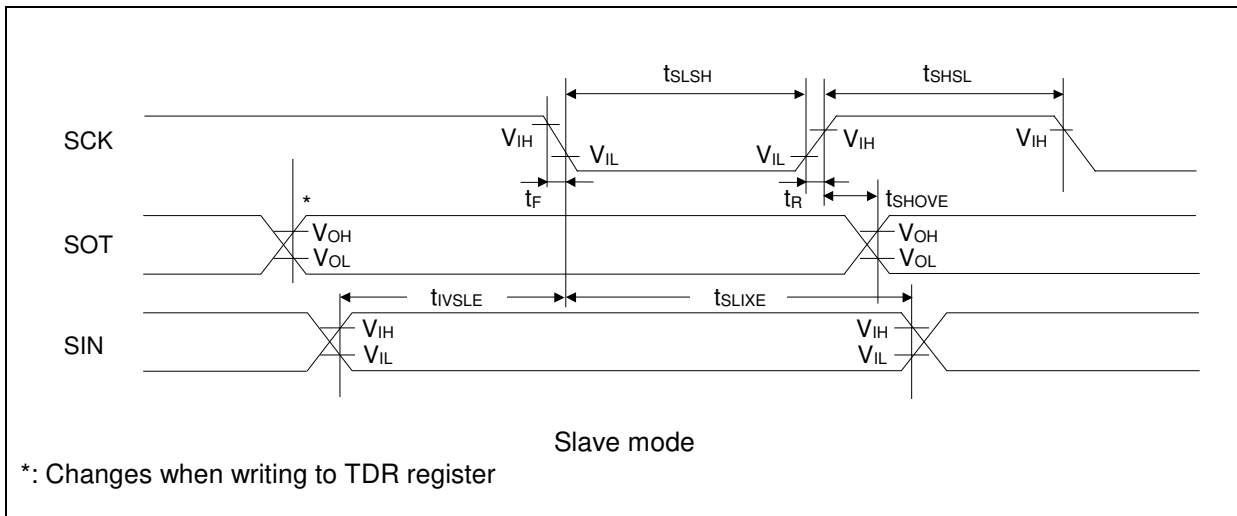 tSLSH tSHSL
SCK VIH VIL VIL VIH VIH
tF tR tSHOVE
*
SOT VOH VOH
VOL VOL
tIVSLE tSLIXE
SIN VIH VIH
VIL VIL
Slave mode
*: Changes when writing to TDR register